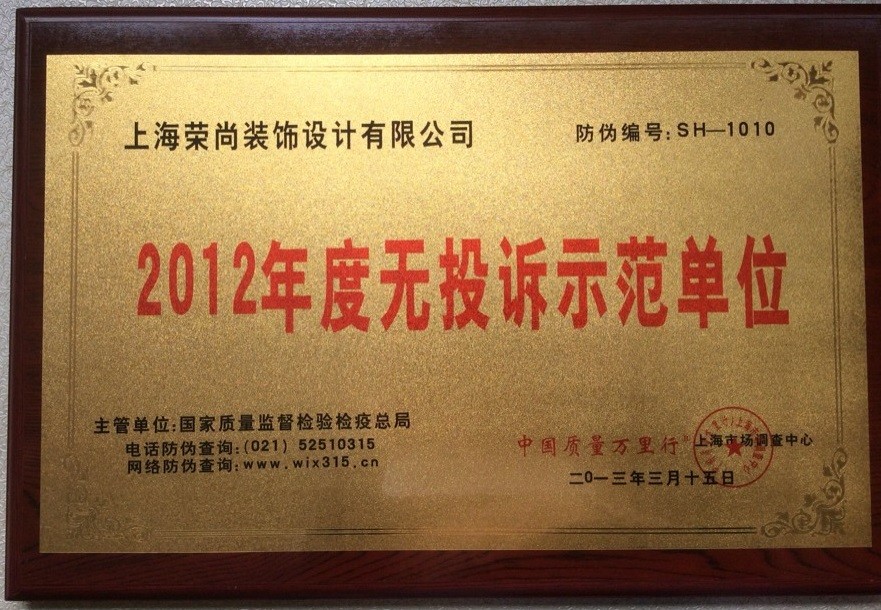 上海荣尚装饰设计有限公司 防伪编号:SH—1010
2012年度无投诉示范单位
主管单位:国家质量监督检验检疫总局
电话防伪查询:(021) 52510315
网络防伪查询:www.wix315.cn
中国质量万里行 上海市场调查中心
二0一三年三月十五日